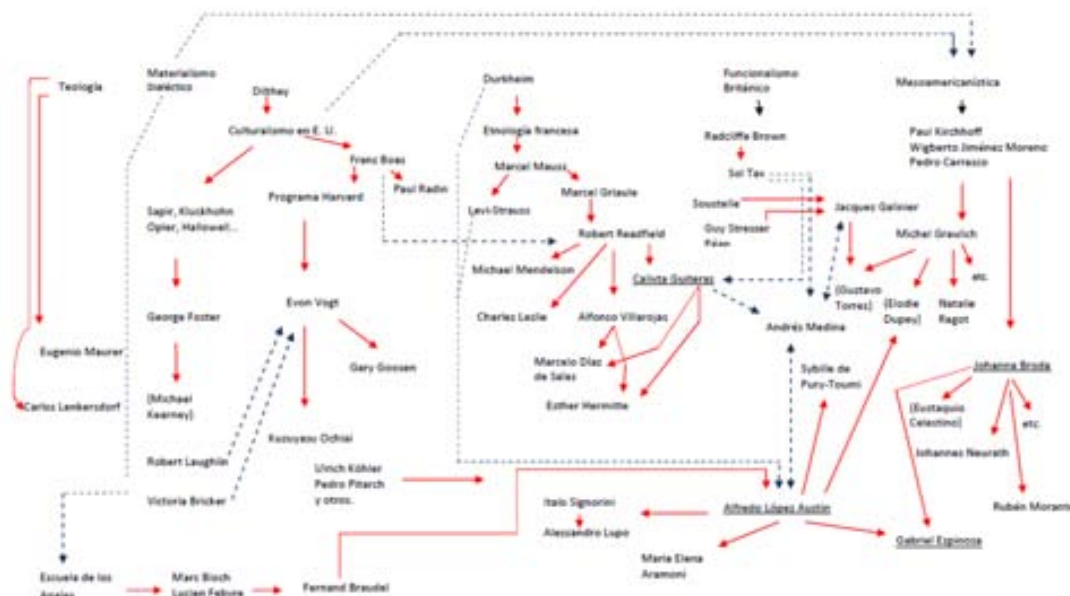 Teología
Materialismo
Dialéctico
Dilthey
Culturalismo en E. U.
Franc Boas
Paul Radin
Programa Harvard
Sapir, Kluckhohn
Opler, Hallowell...
George Foster
(Michael
Kearney)
Evon Vogt
Gary Goosen
Kazuyasu Ochiai
Eugenio Maurer
Carlos Lenkersdorf
Robert Laughlin
Victoria Bricker
Escuela de los
Marc Bloch
Lucien Febvre
Fernand Braudel
Ulrich Köhler
Pedro Pitarch
y otros.
Durkheim
Etnología francesa
Marcel Mauss
Levi-Strauss
Marcel Griaule
Robert Readfield
Michael Mendelson
Charles Leslie
Alfonso Villarojas
Calixta Guiteras
Marcelo Díaz
de Salas
Esther Hermitte
Funcionalismo
Británico
Radcliffe Brown
Sol Tax
Soustelle
Guy Stresser
Jacques Galinier
Andrés Medina
Mesoamericanística
Paul Kirchhoff
Wigberto Jiménez Moreno
Pedro Carrasco
Michel Graulich
(Gustavo
Torres)
(Elodie
Dupey)
Natalie
Ragot
etc.
Sybille de
Pury-Toumi
Johanna Broda
(Eustaquio
Celestino)
etc.
Johannes Neurath
Rubén Morante
Italo Signorini
Alessandro Lupo
Alfredo López Austin
María Elena
Aramoni
Gabriel Espinosa